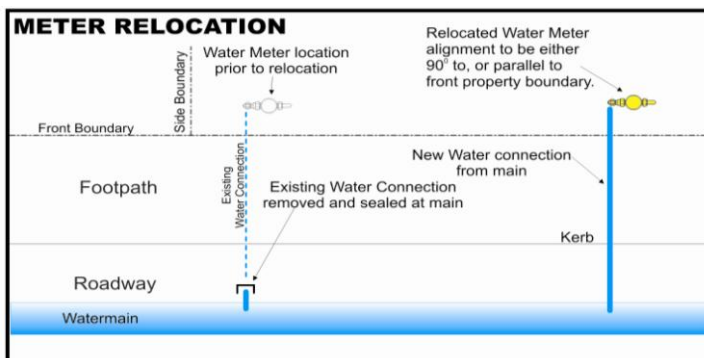 METER RELOCATION
Water Meter location
prior to relocation
Relocated Water Meter
alignment to be either
90° to, or parallel to
front property boundary.
Side Boundary
Front Boundary
Footpath
Existing
Water Connection
Existing Water Connection
removed and sealed at main
New Water connection
from main
Kerb
Roadway
Watermain